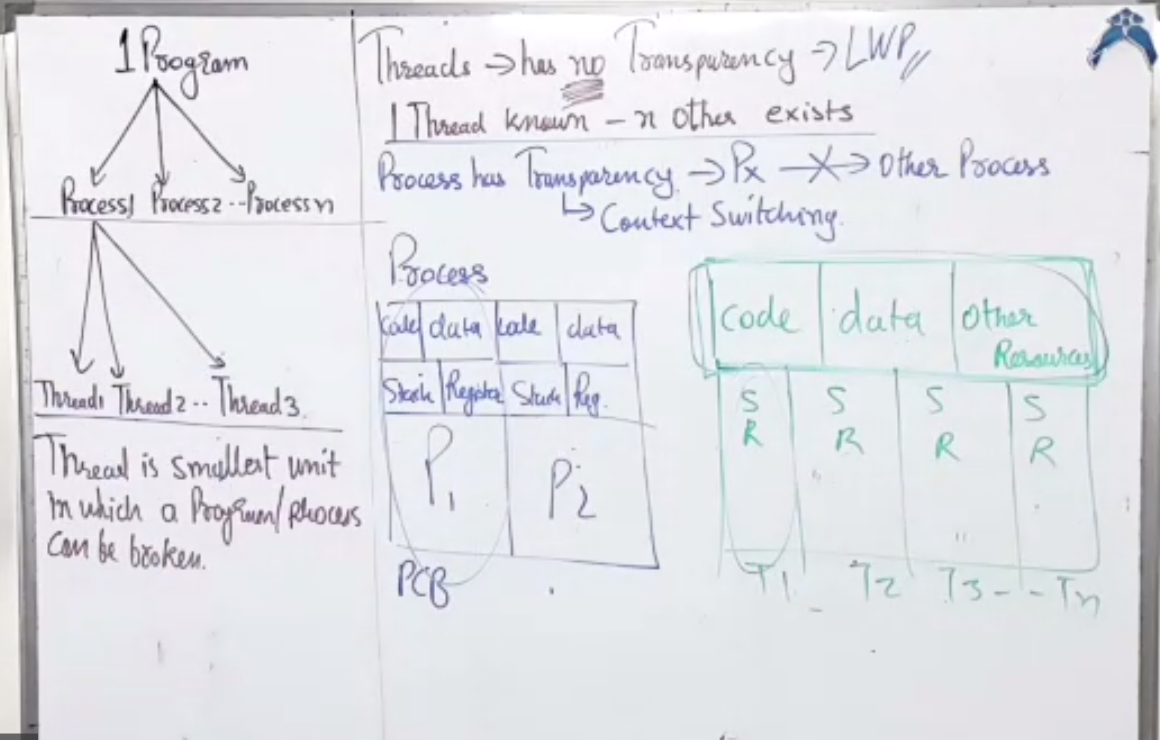 1 Program
Process1 Process2 -- Process n
Thread1 Thread2 -- Thread3.
Thread is smallest unit
in which a Program/process
can be broken.
Threads → has no Transparency → LWP
1 Thread known - n other exists
Process has Transparency → Px -X-> Other Process
↳ Context Switching.
Process
Code data Code data
Stack Register Stack Reg.
P1 P2
PCB
code data Other
Resources
S S S S
R R R R
T1 T2 T3 -- Tn